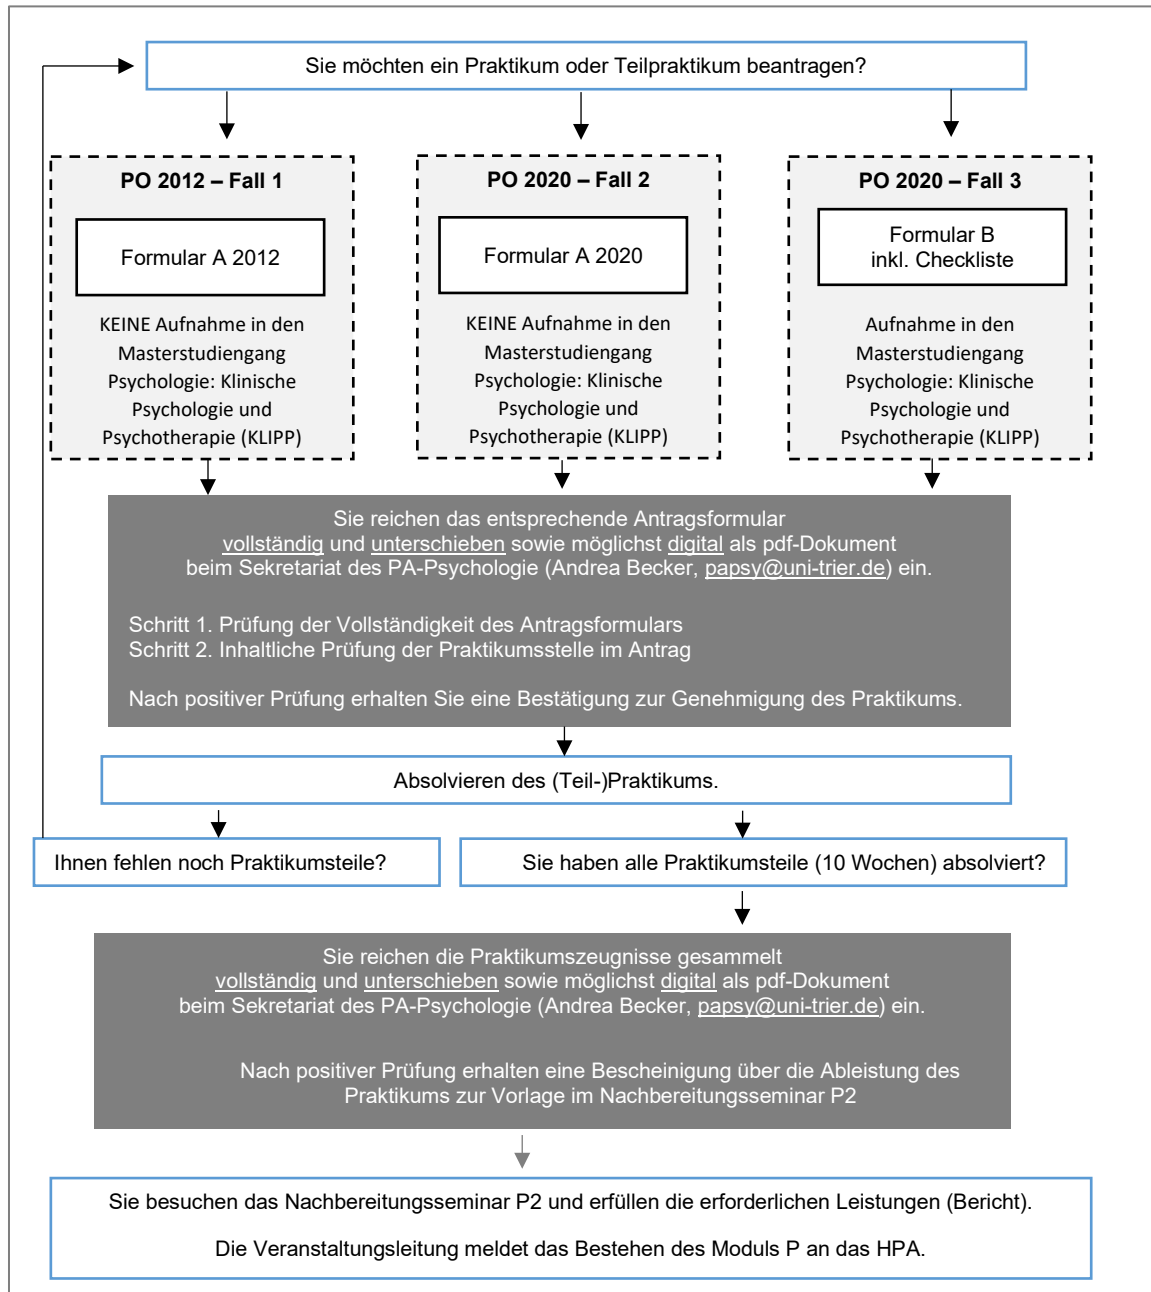 Sie möchten ein Praktikum oder Teilpraktikum beantragen?
PO 2012 – Fall 1
Formular A 2012
KEINE Aufnahme in den
Masterstudiengang
Psychologie: Klinische
Psychologie und
Psychotherapie (KLIPP)
PO 2020 – Fall 2
Formular A 2020
KEINE Aufnahme in den
Masterstudiengang
Psychologie: Klinische
Psychologie und
Psychotherapie (KLIPP)
PO 2020 – Fall 3
Formular B
inkl. Checkliste
Aufnahme in den
Masterstudiengang
Psychologie: Klinische
Psychologie und
Psychotherapie (KLIPP)
Sie reichen das entsprechende Antragsformular
vollständig und unterschieben sowie möglichst digital als pdf-Dokument
beim Sekretariat des PA-Psychologie (Andrea Becker, papsy@uni-trier.de) ein.
Schritt 1. Prüfung der Vollständigkeit des Antragsformulars
Schritt 2. Inhaltliche Prüfung der Praktikumsstelle im Antrag
Nach positiver Prüfung erhalten Sie eine Bestätigung zur Genehmigung des Praktikums.
Absolvieren des (Teil-)Praktikums.
Ihnen fehlen noch Praktikumsteile?
Sie haben alle Praktikumsteile (10 Wochen) absolviert?
Sie reichen die Praktikumszeugnisse gesammelt
vollständig und unterschieben sowie möglichst digital als pdf-Dokument
beim Sekretariat des PA-Psychologie (Andrea Becker, papsy@uni-trier.de) ein.
Nach positiver Prüfung erhalten eine Bescheinigung über die Ableistung des
Praktikums zur Vorlage im Nachbereitungsseminar P2
Sie besuchen das Nachbereitungsseminar P2 und erfüllen die erforderlichen Leistungen (Bericht).
Die Veranstaltungsleitung meldet das Bestehen des Moduls P an das HPA.